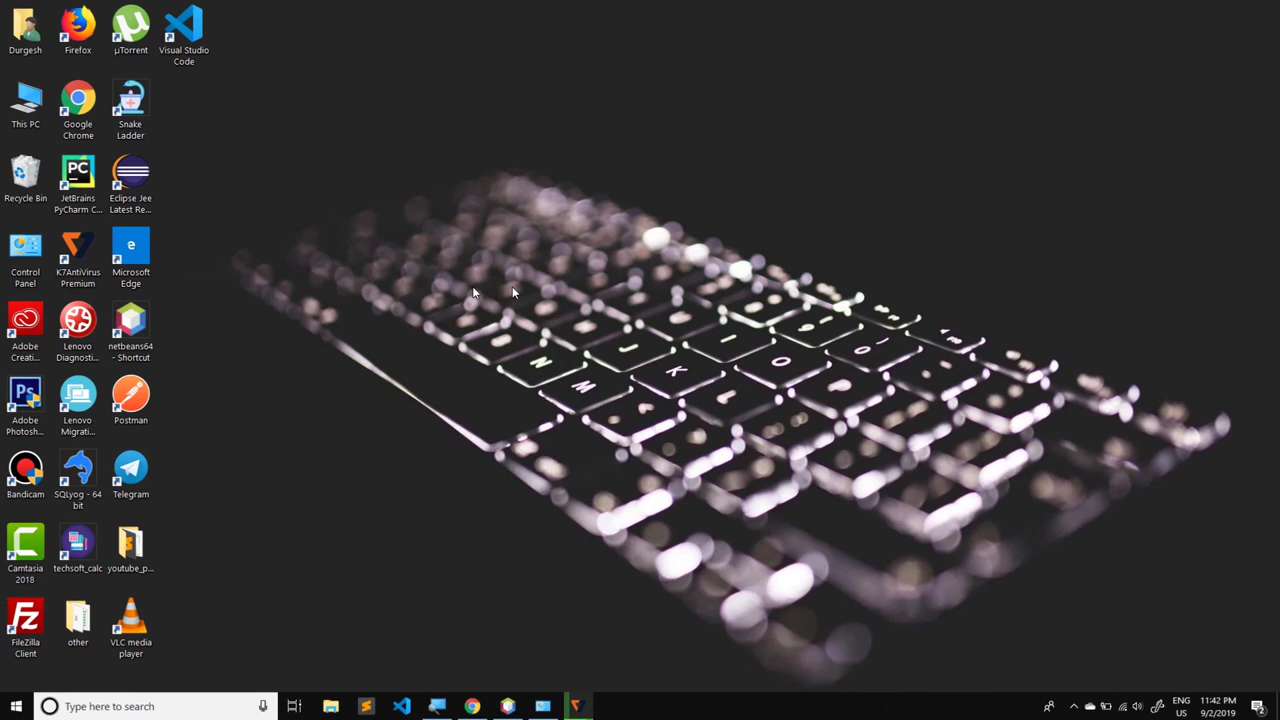 Durgesh
Firefox
µTorrent
Visual Studio
Code
This PC
Google
Chrome
Snake
Ladder
Recycle Bin
JetBrains
PyCharm C...
Eclipse Jee
Latest Re...
Control
Panel
K7AntiVirus
Premium
Microsoft
Edge
Adobe
Creati...
Lenovo
Diagnosti...
netbeans64
- Shortcut
Adobe
Photosh...
Lenovo
Migrati...
Postman
Bandicam
SQLyog - 64
bit
Telegram
Camtasia
2018
techsoft_calc
youtube_p...
FileZilla
Client
other
VLC media
player
N
M
K
O
Type here to search
ENG
US
11:42 PM
9/2/2019
2